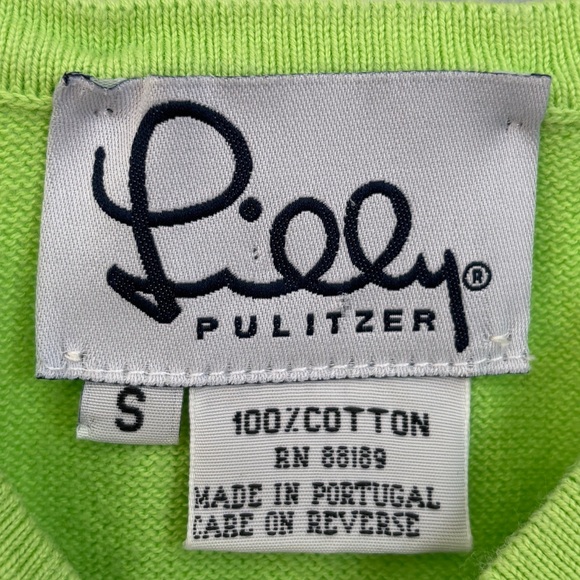 Lilly®
PULITZER
S
100%COTTON
RN 88189
MADE IN PORTUGAL
CARE ON REVERSE